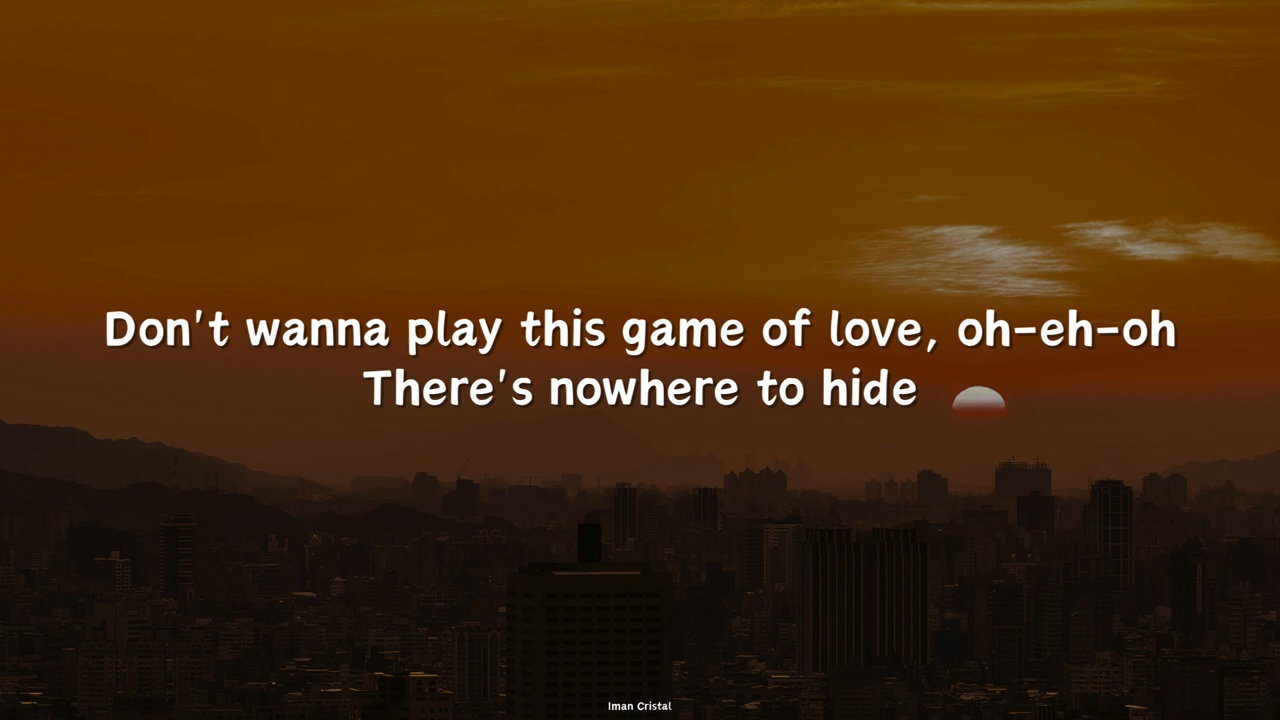 Don't wanna play this game of love, oh-eh-oh
There's nowhere to hide
Iman Cristal